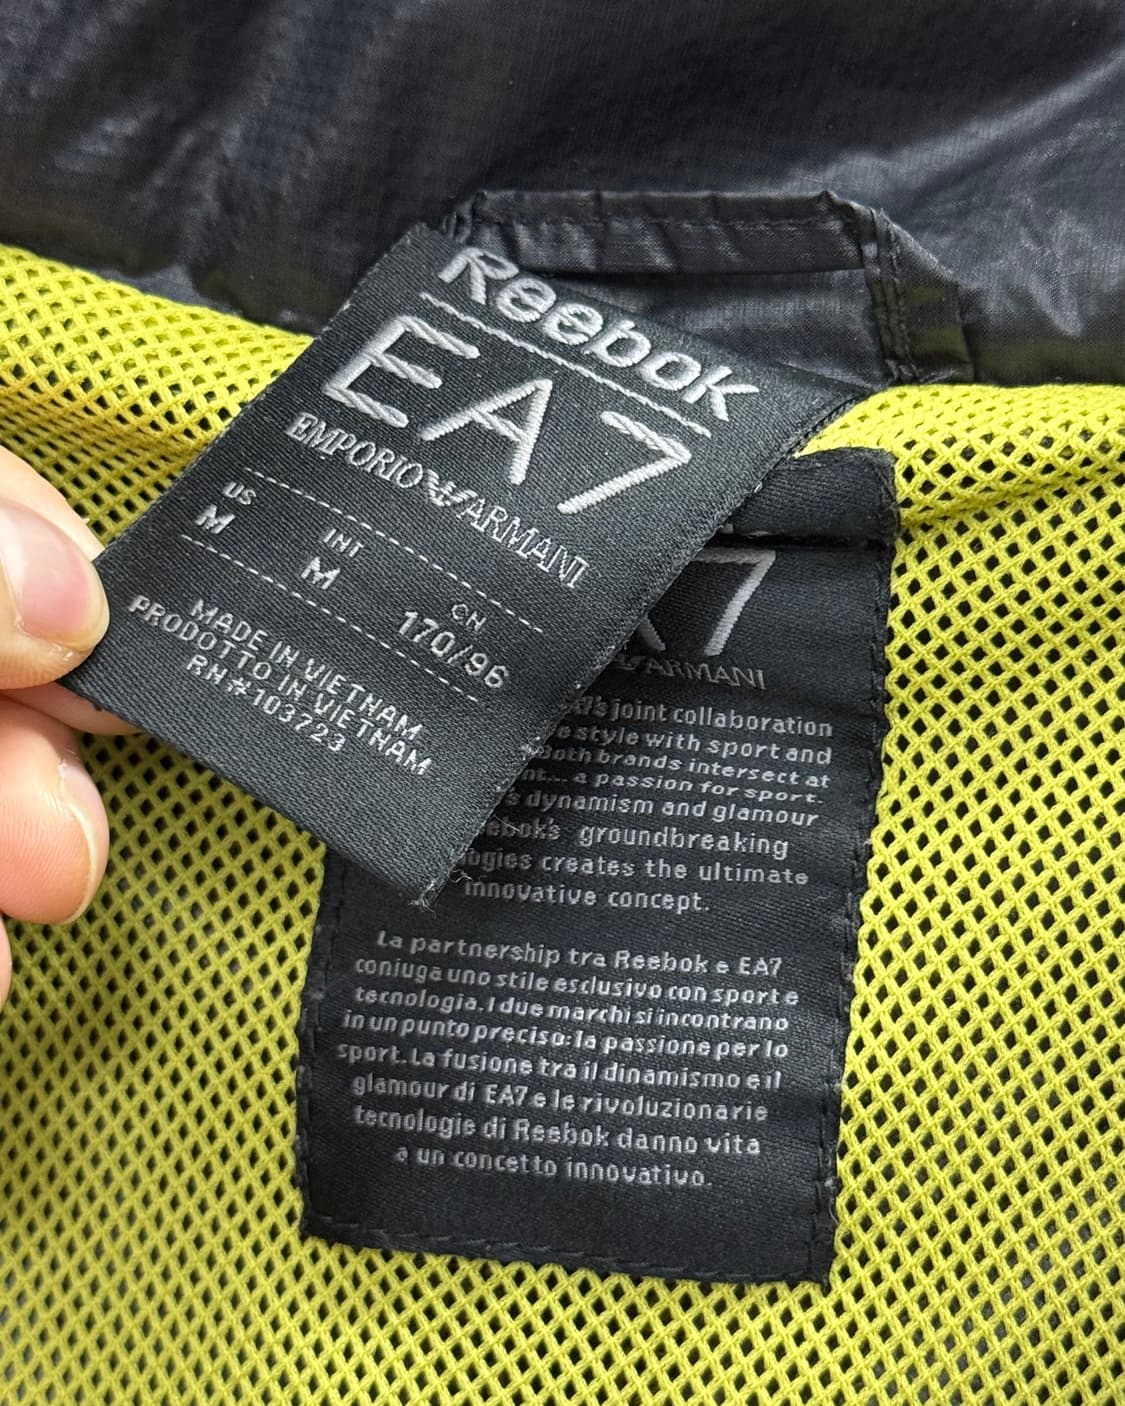 Reebok
EA7
EMPORIO ARMANI
US INT CN
M M 170/96
MADE IN VIETNAM
PRODOTTO IN VIETNAM
RN#103723
7
ARMANI
joint collaboration
style with sport and
Both brands intersect at
a passion for sport.
dynamism and glamour
groundbreaking
creates the ultimate
innovative concept.
La partnership tra Reebok e EA7
coniuga uno stile esclusivo con sport e
tecnologia. I due marchi si incontrano
in un punto preciso: la passione per lo
sport. La fusione tra il dinamismo e il
glamour di EA7 e le rivoluzionarie
tecnologie di Reebok danno vita
a un concetto innovativo.